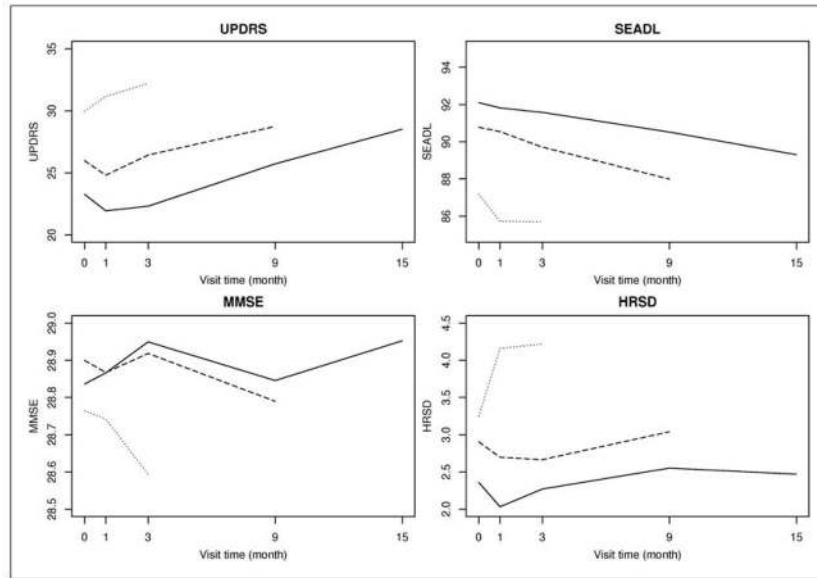 UPDRS
UPDRS
35
30
25
20
0 1 3 9 15
Visit time (month)
SEADL
SEADL
94
92
90
88
86
0 1 3 9 15
Visit time (month)
MMSE
MMSE
29.0
28.9
28.8
28.7
28.6
28.5
0 1 3 9 15
Visit time (month)
HRSD
HRSD
4.5
4.0
3.5
3.0
2.5
2.0
0 1 3 9 15
Visit time (month)